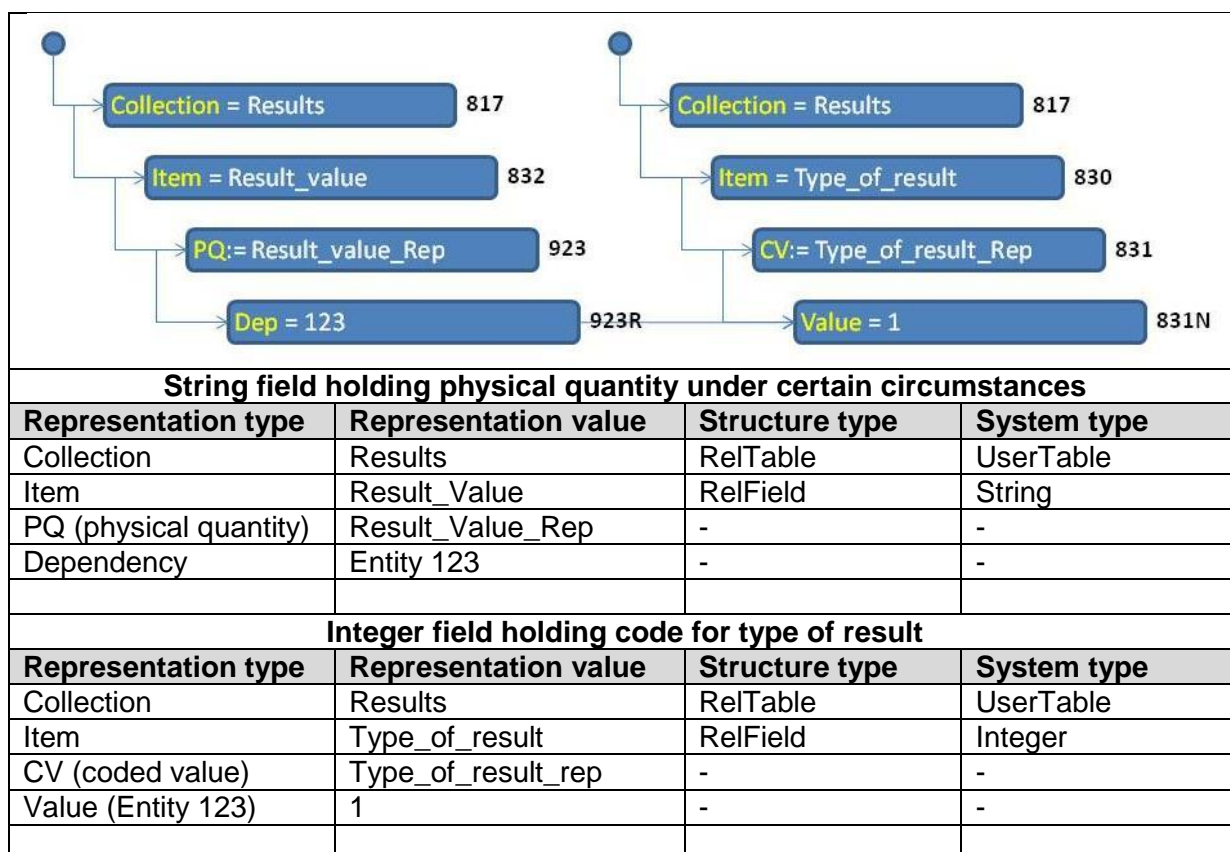 Collection = Results 817 Collection = Results 817
Item = Result_value 832 Item = Type_of_result 830
PQ:= Result_value_Rep 923 CV:= Type_of_result_Rep 831
Dep = 123 923R Value = 1 831N
String field holding physical quantity under certain circumstances
Representation type Representation value Structure type System type
Collection Results RelTable UserTable
Item Result_Value RelField String
PQ (physical quantity) Result_Value_Rep - -
Dependency Entity 123 - -
Integer field holding code for type of result
Representation type Representation value Structure type System type
Collection Results RelTable UserTable
Item Type_of_result RelField Integer
CV (coded value) Type_of_result_rep - -
Value (Entity 123) 1 - -